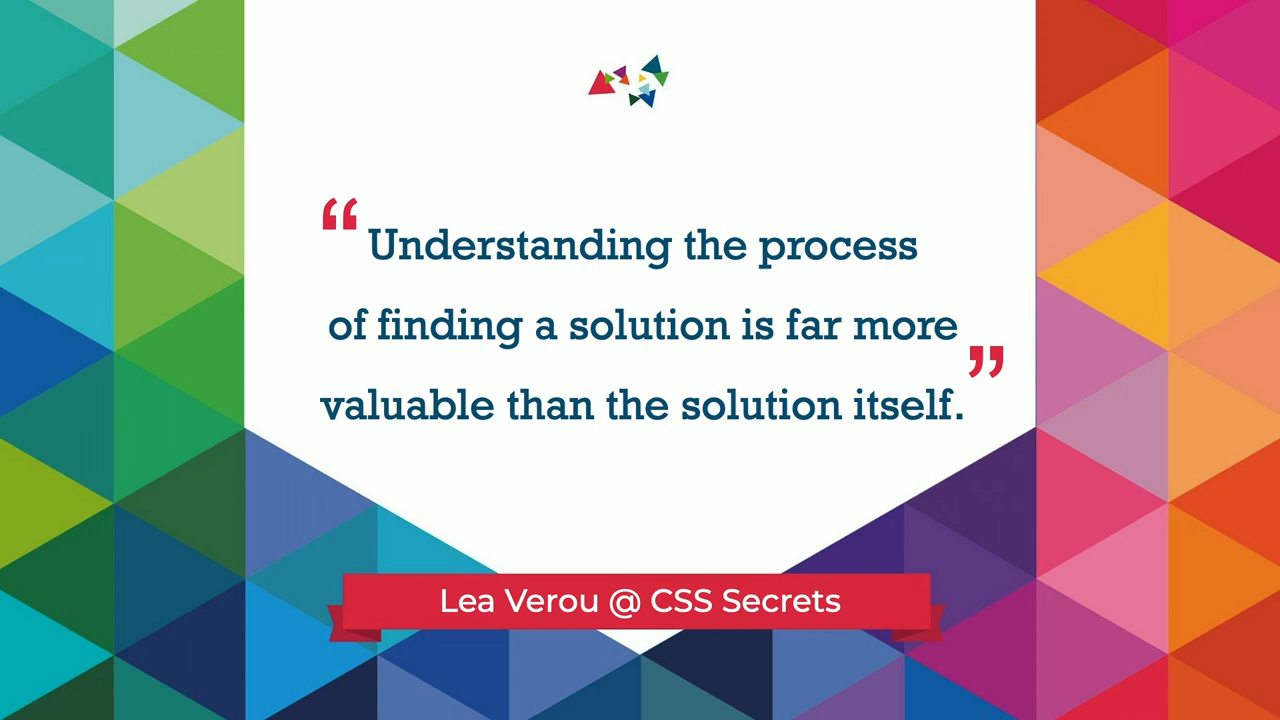 “Understanding the process
of finding a solution is far more
valuable than the solution itself.”
Lea Verou @ CSS Secrets